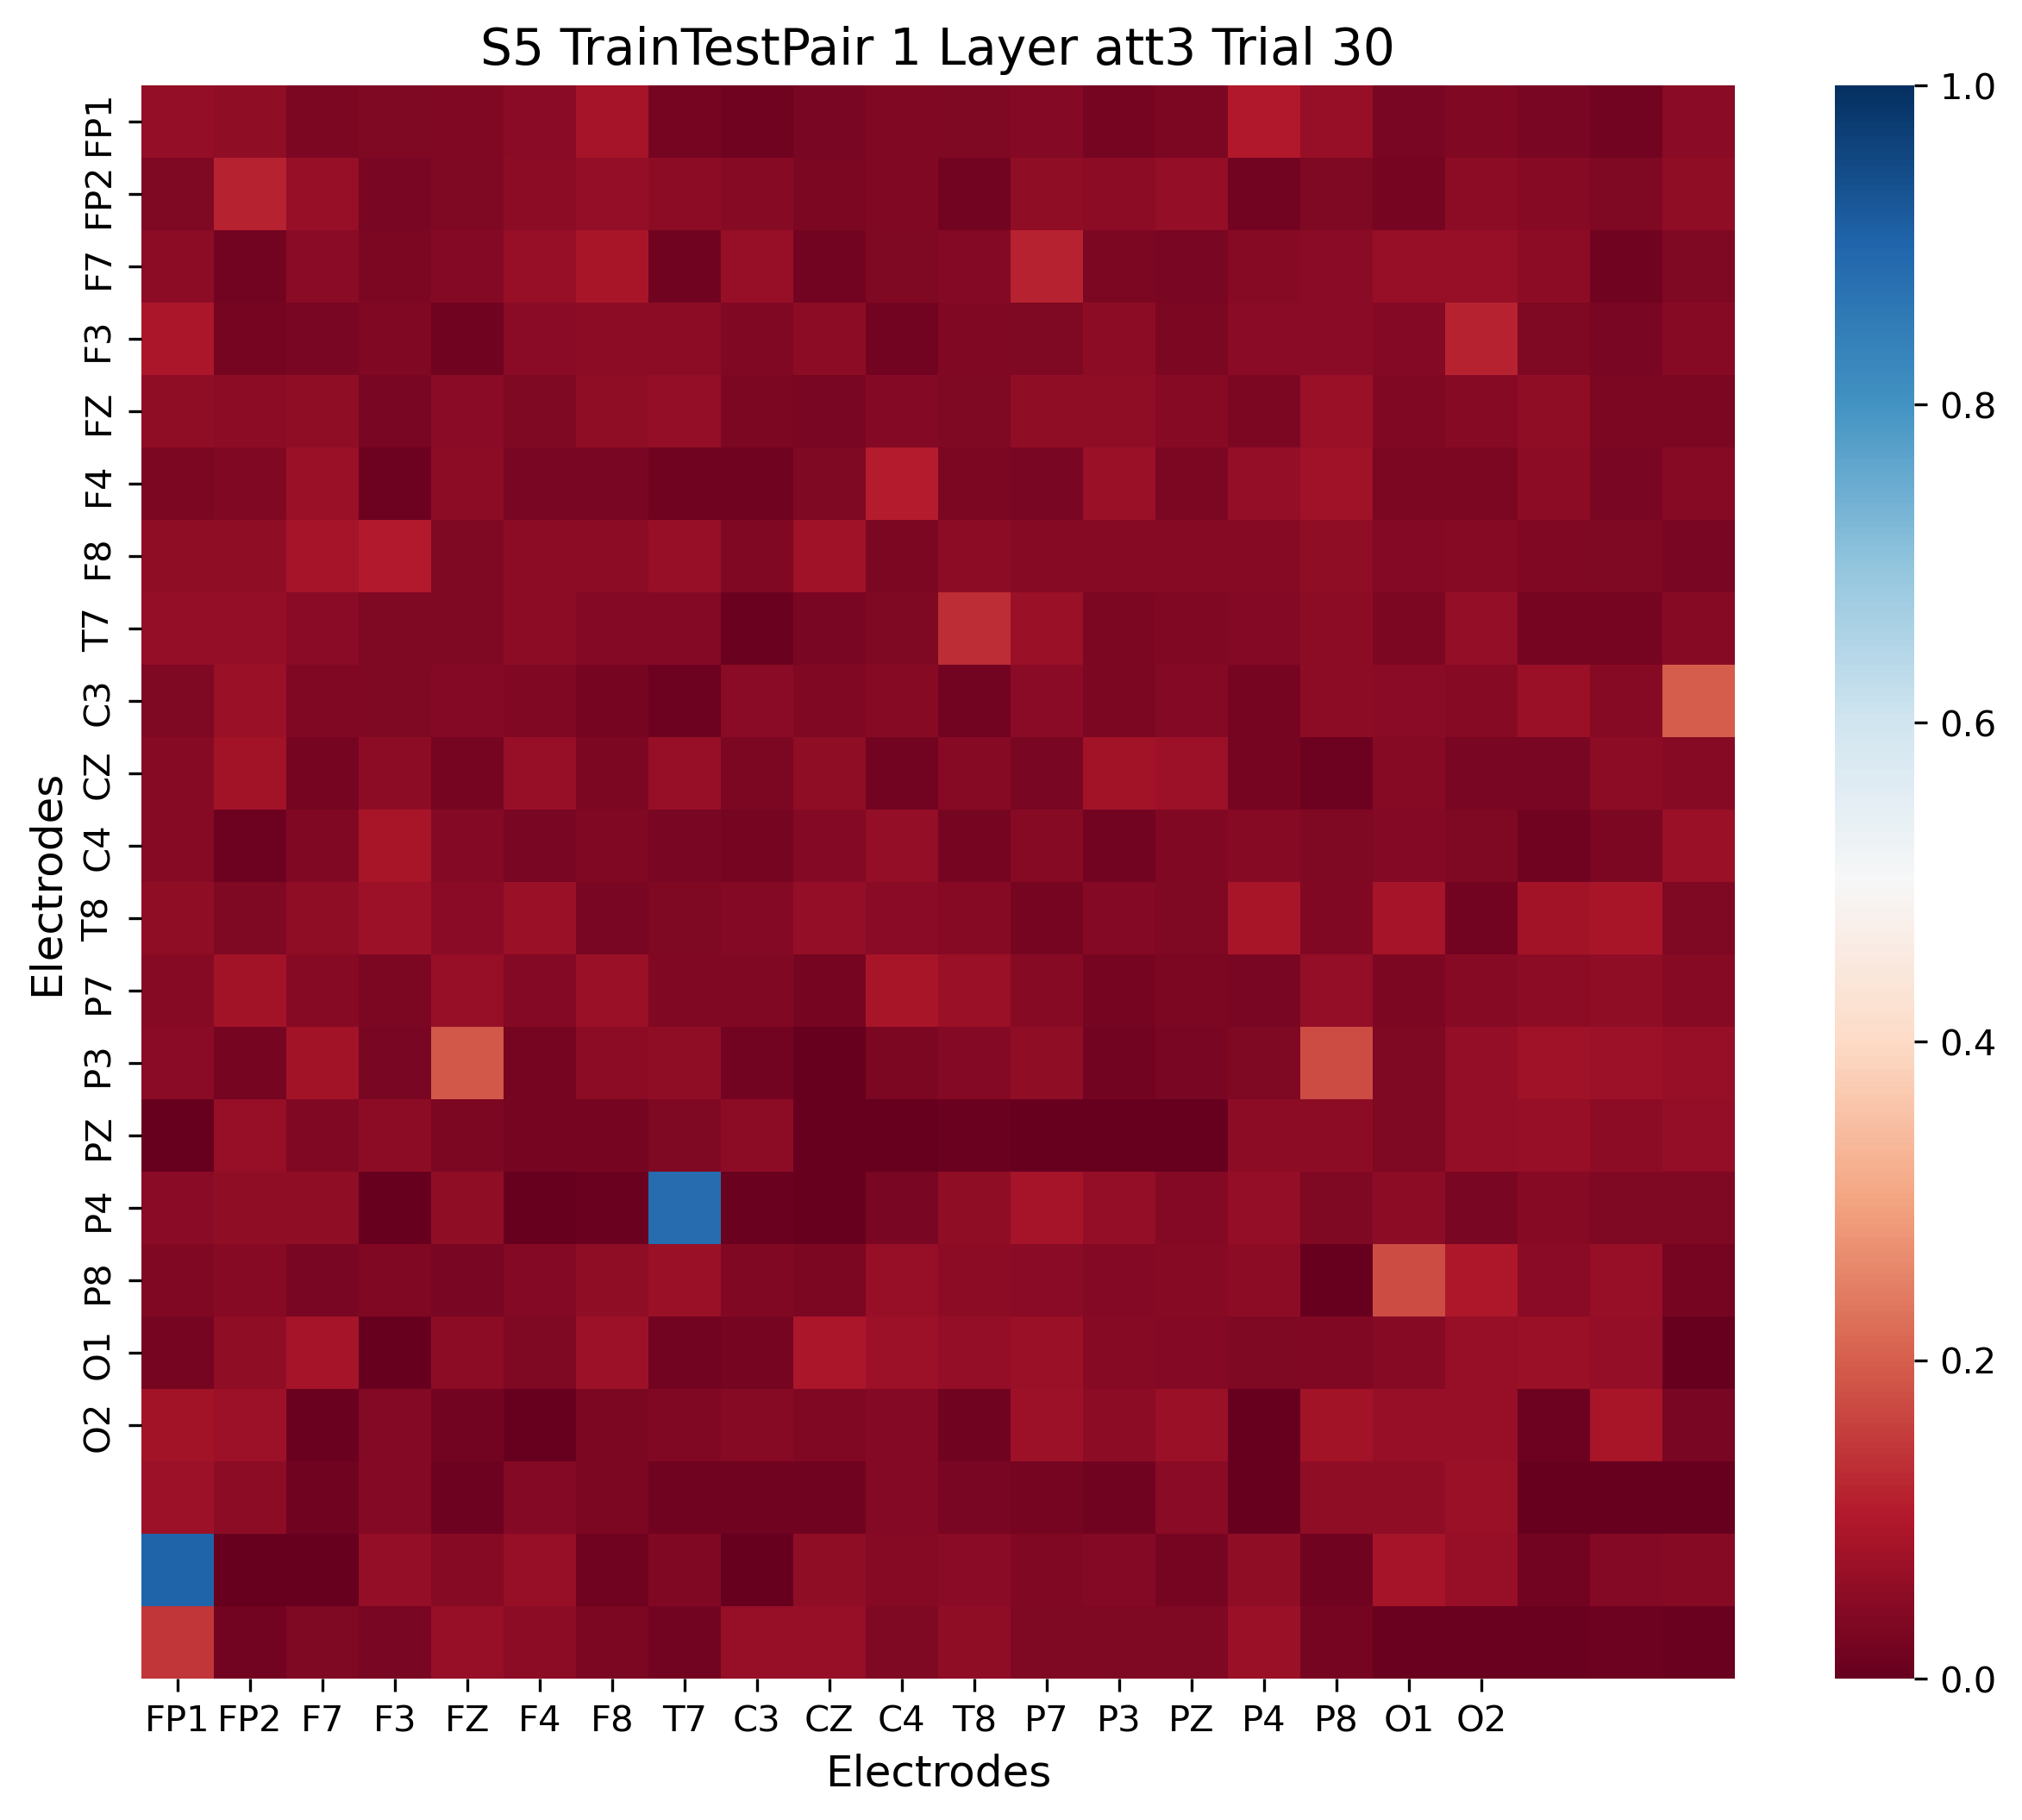 S5 TrainTestPair 1 Layer att3 Trial 30
FP1
FP2
F7
F3
FZ
F4
F8
T7
C3
CZ
C4
T8
P7
P3
PZ
P4
P8
O1
O2
Electrodes
FP1 FP2 F7 F3 FZ F4 F8 T7 C3 CZ C4 T8 P7 P3 PZ P4 P8 O1 O2
Electrodes
1.0
0.8
0.6
0.4
0.2
0.0